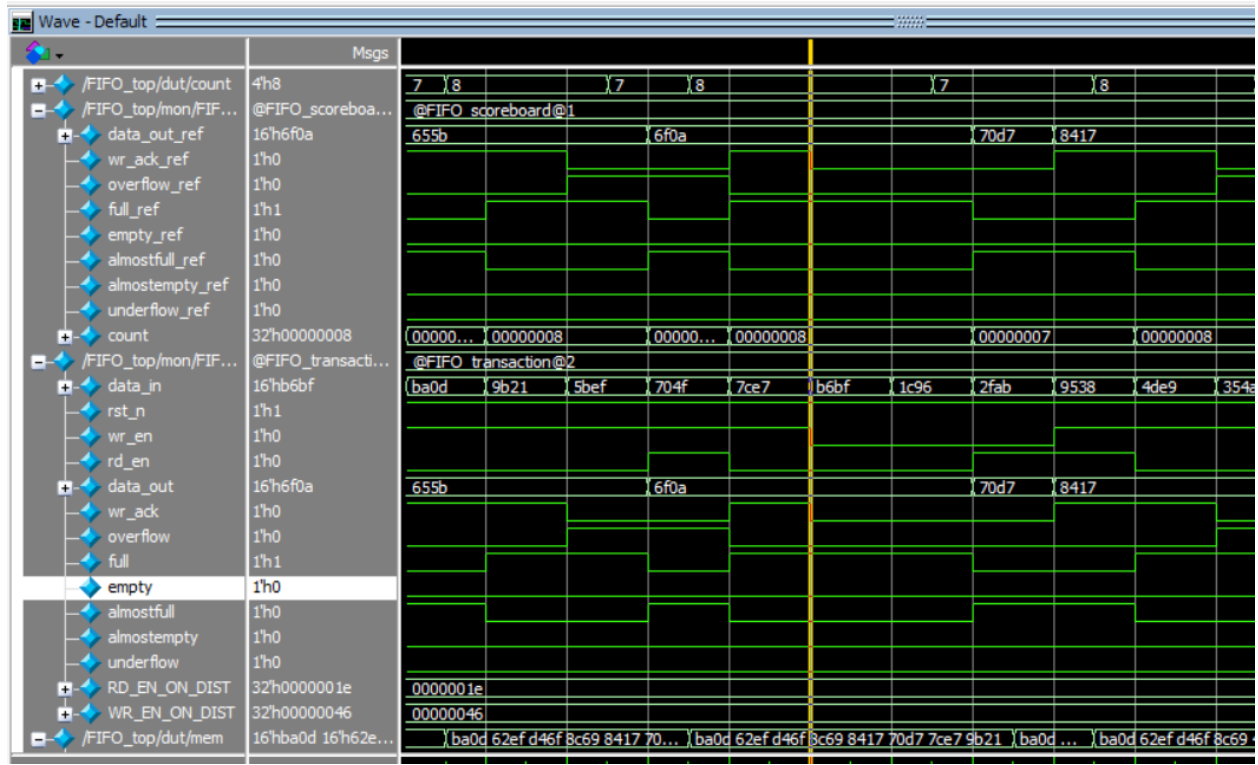 Wave - Default
Msgs
/FIFO_top/dut/count 4'h8 7 8 7 8 7 8
/FIFO_top/mon/FIF... @FIFO_scoreboa... @FIFO_scoreboard@1
data_out_ref 16'h6f0a 655b 6f0a 70d7 8417
wr_ack_ref 1'h0
overflow_ref 1'h0
full_ref 1'h1
empty_ref 1'h0
almostfull_ref 1'h0
almostempty_ref 1'h0
underflow_ref 1'h0
count 32'h00000008 00000... 00000008 00000... 00000008 00000007 00000008
/FIFO_top/mon/FIF... @FIFO_transacti... @FIFO_transaction@2
data_in 16'hb6bf ba0d 9b21 5bef 704f 7ce7 b6bf 1c96 2fab 9538 4de9 354a
rst_n 1'h1
wr_en 1'h0
rd_en 1'h0
data_out 16'h6f0a 655b 6f0a 70d7 8417
wr_ack 1'h0
overflow 1'h0
full 1'h1
empty 1'h0
almostfull 1'h0
almostempty 1'h0
underflow 1'h0
RD_EN_ON_DIST 32'h0000001e 0000001e
WR_EN_ON_DIST 32'h00000046 00000046
/FIFO_top/dut/mem 16'hba0d 16'h62e... ba0d 62ef d46f 8c69 8417 70... ba0d 62ef d46f 8c69 8417 70d7 7ce7 9b21 ba0d ... ba0d 62ef d46f 8c69